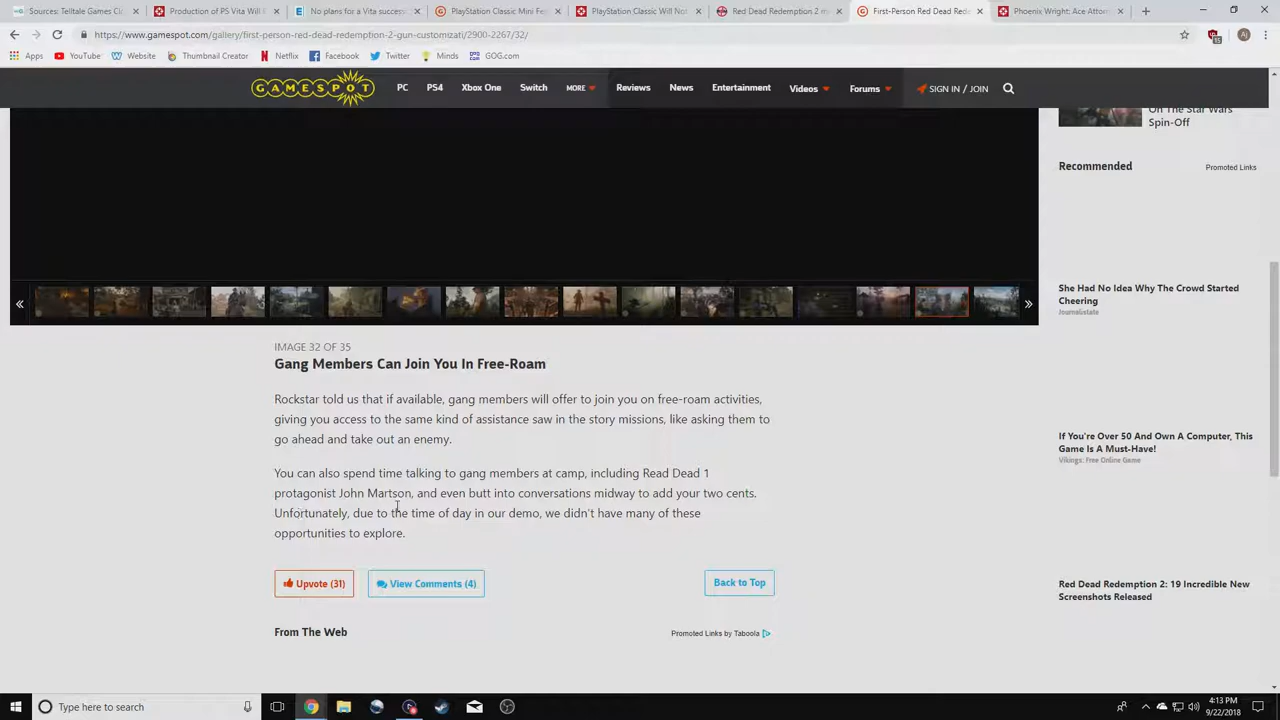 Sources: Telltale Games Clo
Production of PS Vita Will E
No plans for a Vita success
PlayStation Classic Mini Fe
PlayStation Classic Will Not
Red Dead Redemption 2 m
First-Person Red Dead Rede
Phoenix Wright: Ace Attorn
https://www.gamespot.com/gallery/first-person-red-dead-redemption-2-gun-customizati/2900-2267/32/
Apps
YouTube
Website
Thumbnail Creator
Netflix
Facebook
Twitter
Minds
GOG.com
GAMESPOT
PC
PS4
Xbox One
Switch
MORE
Reviews
News
Entertainment
Videos
Forums
SIGN IN / JOIN
On The Star Wars
Spin-Off
Recommended
Promoted Links
She Had No Idea Why The Crowd Started
Cheering
Journalistate
If You're Over 50 And Own A Computer, This
Game Is A Must-Have!
Vikings: Free Online Game
Red Dead Redemption 2: 19 Incredible New
Screenshots Released
IMAGE 32 OF 35
Gang Members Can Join You In Free-Roam
Rockstar told us that if available, gang members will offer to join you on free-roam activities,
giving you access to the same kind of assistance saw in the story missions, like asking them to
go ahead and take out an enemy.
You can also spend time talking to gang members at camp, including Read Dead 1
protagonist John Martson, and even butt into conversations midway to add your two cents.
Unfortunately, due to the time of day in our demo, we didn't have many of these
opportunities to explore.
Upvote (31)
View Comments (4)
Back to Top
From The Web
Promoted Links by Taboola
Type here to search
4:13 PM
9/22/2018